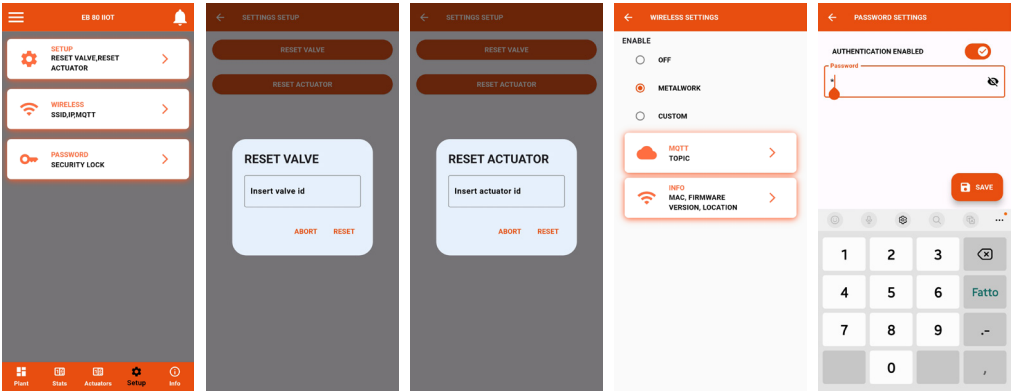 EB 80 IIOT
SETUP
RESET VALVE,RESET
ACTUATOR
WIRELESS
SSID,IP,MQTT
PASSWORD
SECURITY LOCK
Plant
Stats
Actuators
Setup
Info
SETTINGS SETUP
RESET VALVE
RESET ACTUATOR
RESET VALVE
Insert valve id
ABORT RESET
SETTINGS SETUP
RESET VALVE
RESET ACTUATOR
RESET ACTUATOR
Insert actuator id
ABORT RESET
WIRELESS SETTINGS
ENABLE
OFF
METALWORK
CUSTOM
MQTT
TOPIC
INFO
MAC, FIRMWARE
VERSION, LOCATION
PASSWORD SETTINGS
AUTHENTICATION ENABLED
Password
*
SAVE
1 2 3
4 5 6 Fatto
7 8 9 .-
0 ,